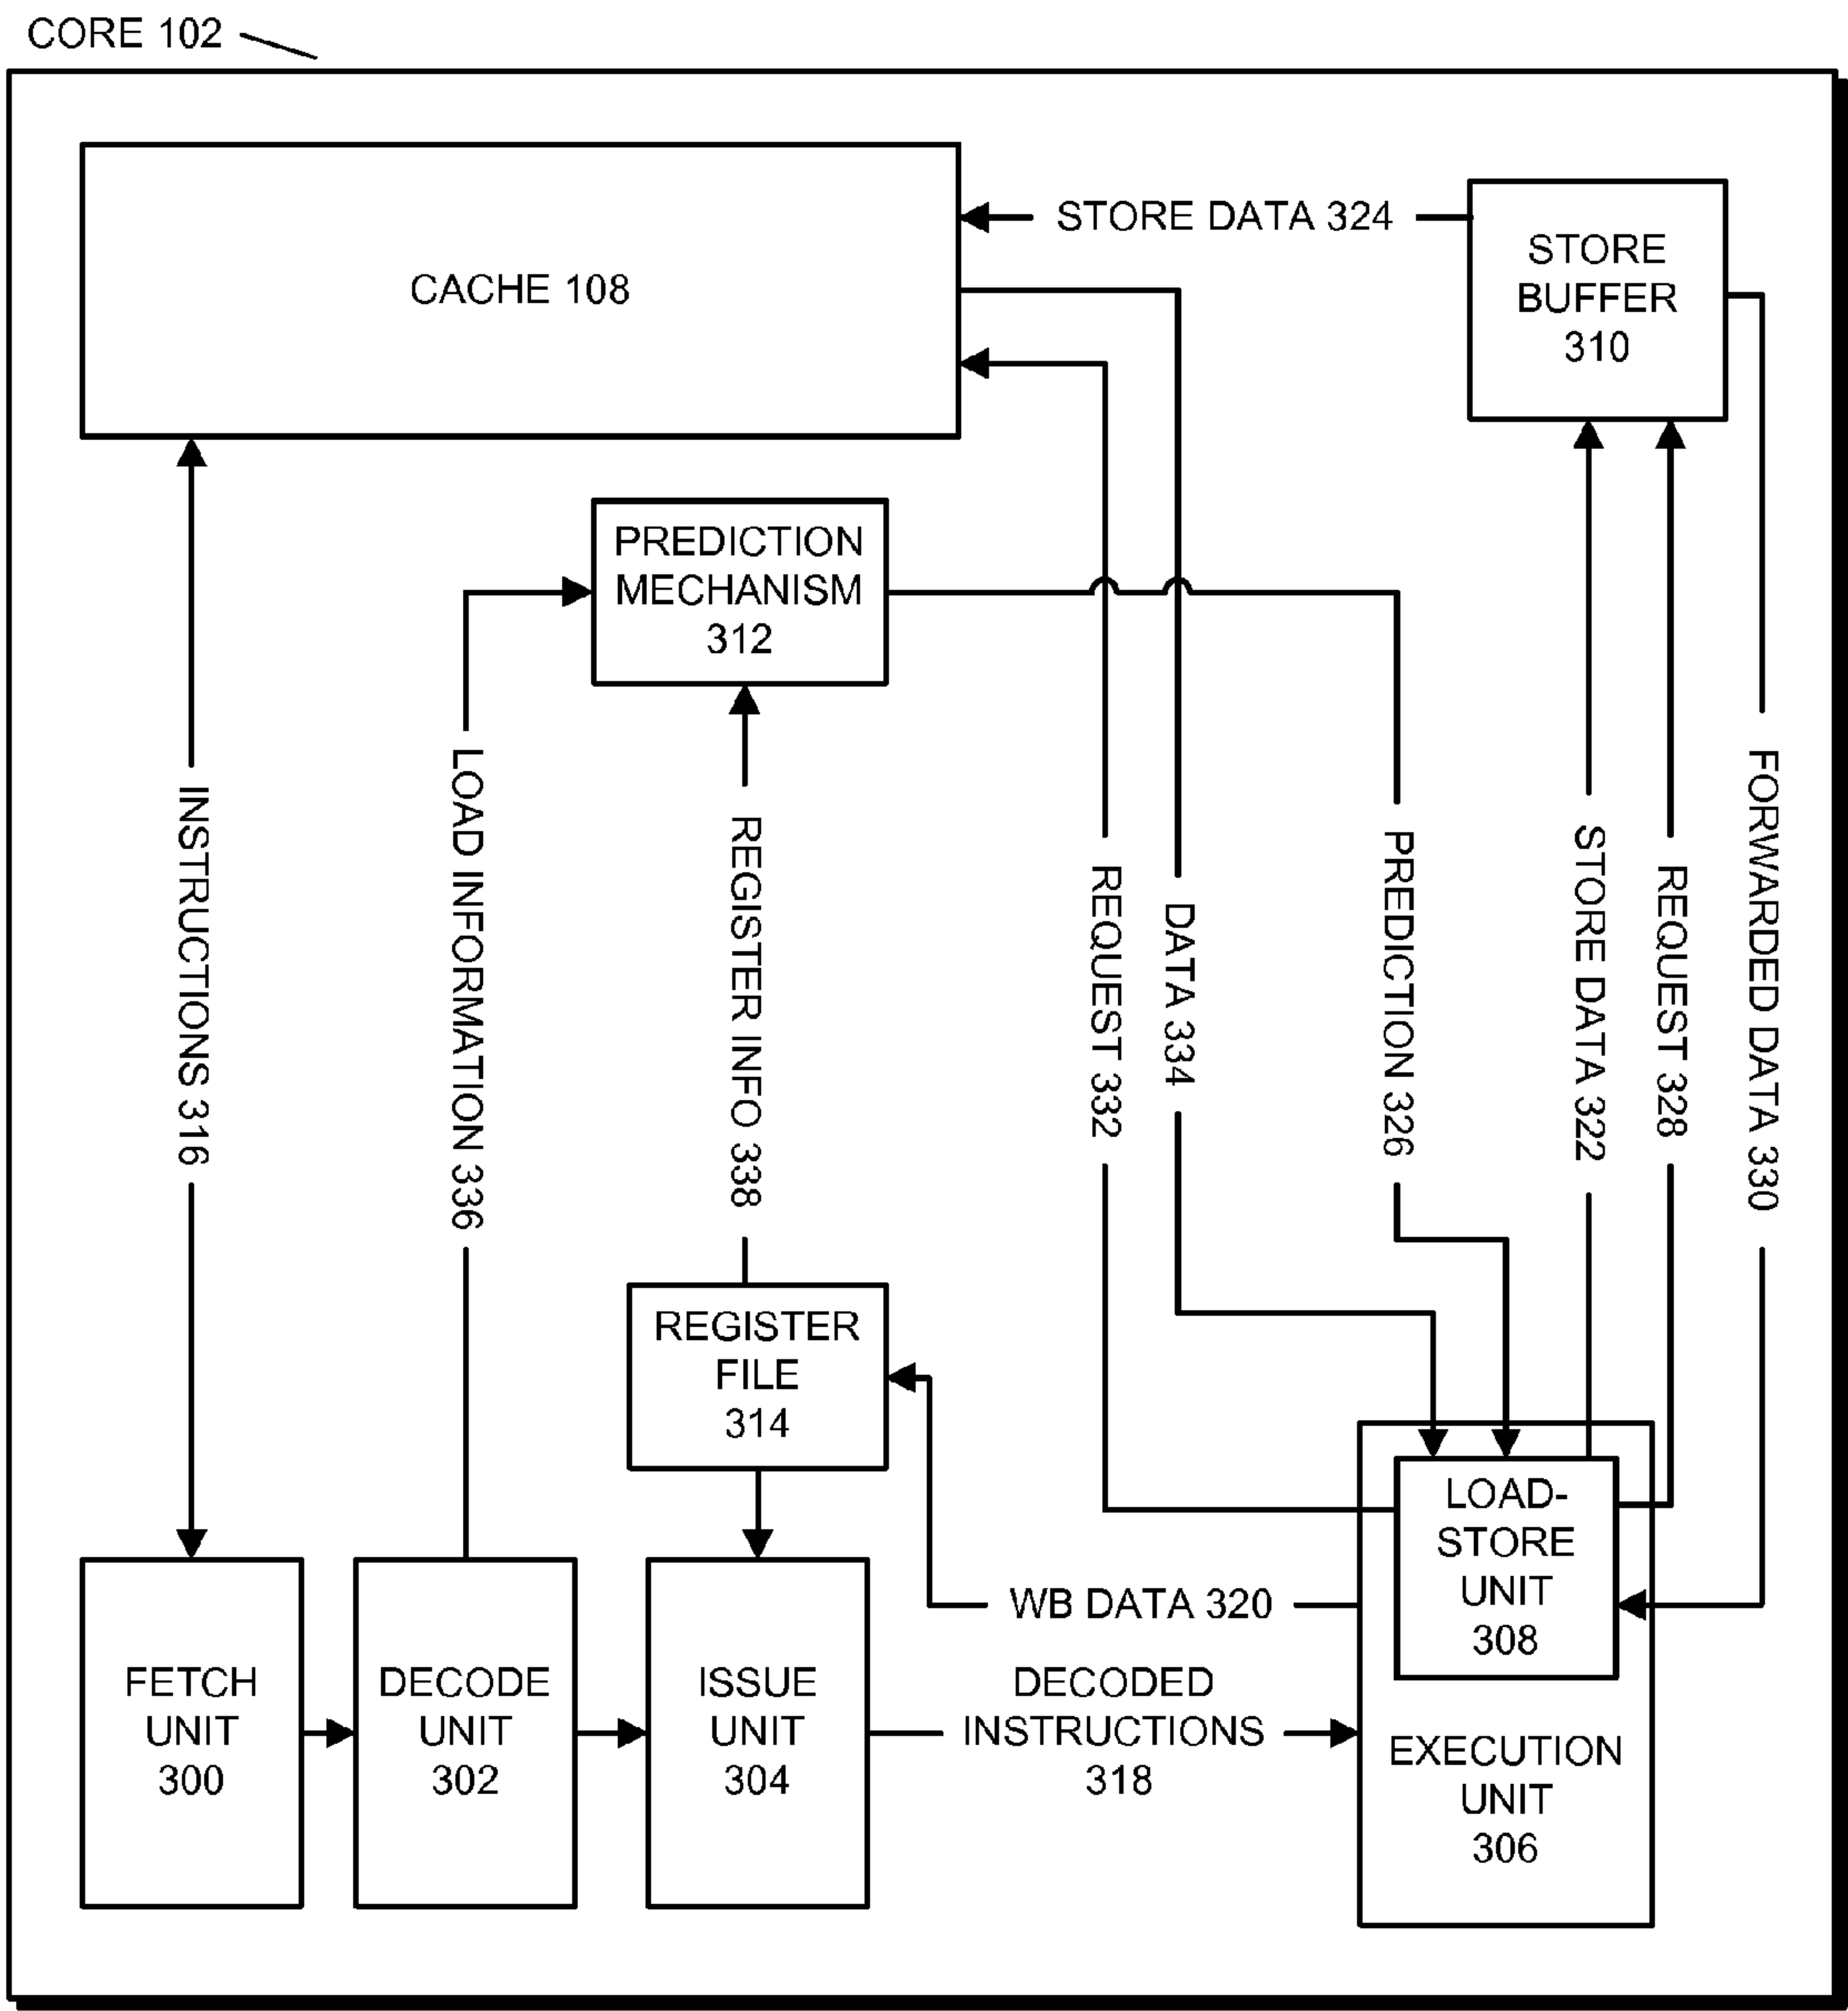 CORE 102
CACHE 108
STORE DATA 324
STORE
BUFFER
310
PREDICTION
MECHANISM
312
INSTRUCTIONS 316
LOAD INFORMATION 336
REGISTER INFO 338
REQUEST 332
DATA 334
PREDICTION 326
STORE DATA 322
REQUEST 328
FORWARDED DATA 330
REGISTER
FILE
314
LOAD-
STORE
UNIT
308
WB DATA 320
FETCH
UNIT
300
DECODE
UNIT
302
ISSUE
UNIT
304
DECODED
INSTRUCTIONS
318
EXECUTION
UNIT
306